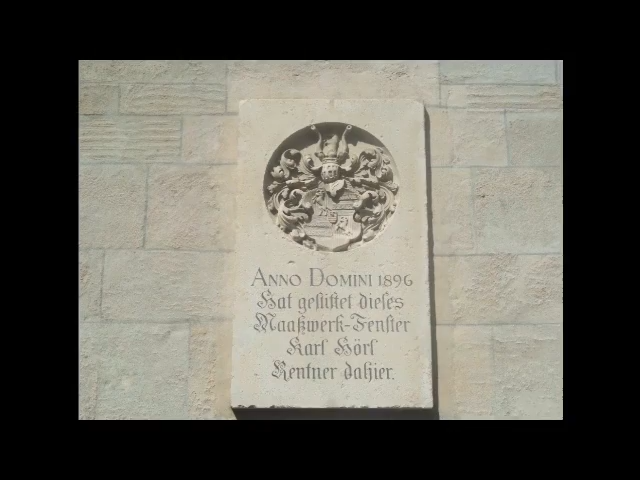 ANNO DOMINI 1896
Hat gestiftet dieses
Maaßwerk-Fenster
Karl Hörl
Rentner dahier.